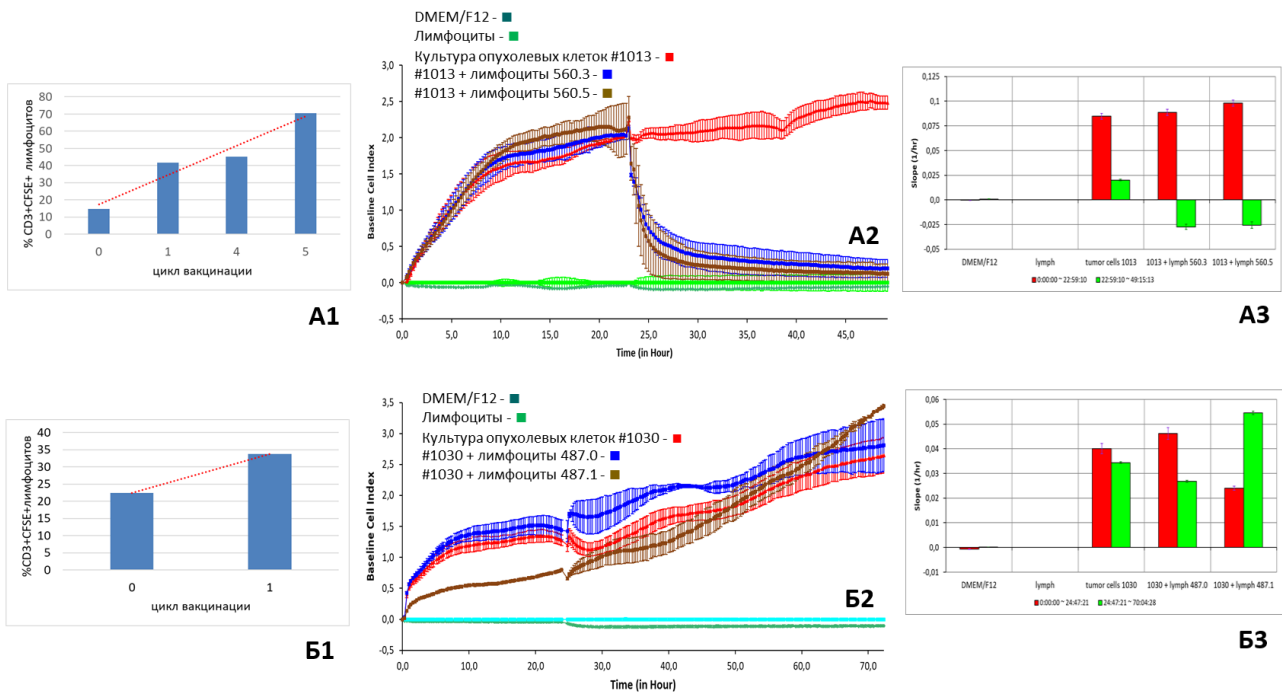 % CD3+CFSE+ лимфоцитов
80
70
60
50
40
30
20
10
0
0 1 4 5
цикл вакцинации
А1
DMEM/F12 -
Лимфоциты -
Культура опухолевых клеток #1013 -
#1013 + лимфоциты 560.3 -
#1013 + лимфоциты 560.5 -
Baseline Cell Index
3,0
2,5
2,0
1,5
1,0
0,5
0,0
-0,5
0,0 5,0 10,0 15,0 20,0 25,0 30,0 35,0 40,0 45,0
Time (in Hour)
А2
Slope (1/hr)
0,125
0,1
0,075
0,05
0,025
0,0
-0,025
-0,05
DMEM/F12 lymph tumor cells 1013 1013 + lymph 560.3 1013 + lymph 560.5
0:00:00 ~ 22:59:10 22:59:10 ~ 49:15:13
А3
%CD3+CFSE+лимфоцитов
40
35
30
25
20
15
10
5
0
0 1
цикл вакцинации
Б1
DMEM/F12 -
Лимфоциты -
Культура опухолевых клеток #1030 -
#1030 + лимфоциты 487.0 -
#1030 + лимфоциты 487.1 -
Baseline Cell Index
3,5
3,0
2,5
2,0
1,5
1,0
0,5
0,0
-0,5
0,0 10,0 20,0 30,0 40,0 50,0 60,0 70,0
Time (in Hour)
Б2
Slope (1/hr)
0,06
0,05
0,04
0,03
0,02
0,01
0,0
-0,01
DMEM/F12 lymph tumor cells 1030 1030 + lymph 487.0 1030 + lymph 487.1
0:00:00 ~ 24:47:21 24:47:21 ~ 70:04:28
Б3